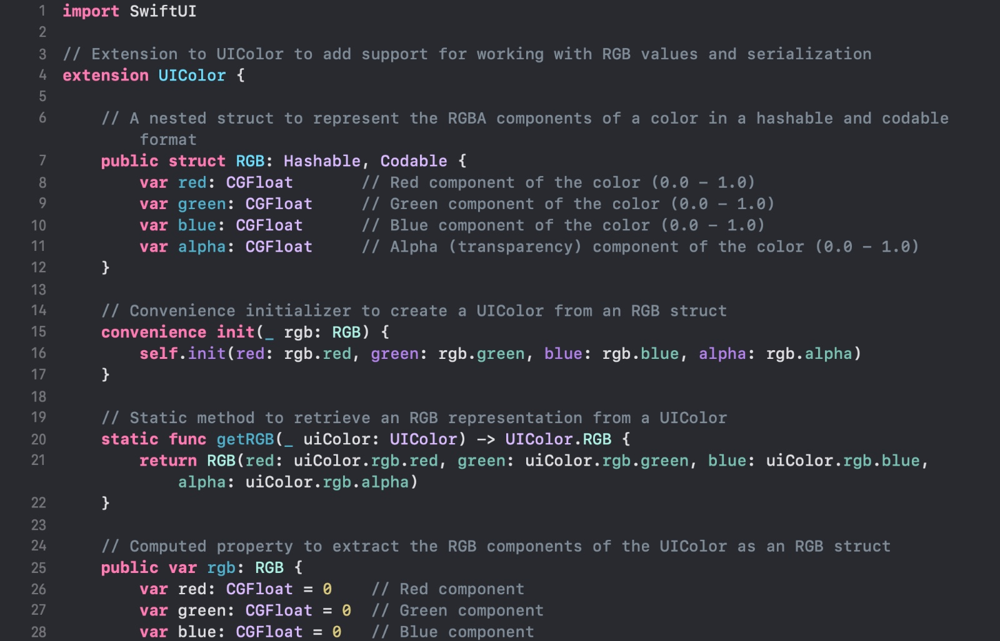 1 import SwiftUI
2
3 // Extension to UIColor to add support for working with RGB values and serialization
4 extension UIColor {
5
6     // A nested struct to represent the RGBA components of a color in a hashable and codable
            format
7     public struct RGB: Hashable, Codable {
8         var red: CGFloat       // Red component of the color (0.0 – 1.0)
9         var green: CGFloat     // Green component of the color (0.0 – 1.0)
10         var blue: CGFloat      // Blue component of the color (0.0 – 1.0)
11         var alpha: CGFloat     // Alpha (transparency) component of the color (0.0 – 1.0)
12     }
13
14     // Convenience initializer to create a UIColor from an RGB struct
15     convenience init(_ rgb: RGB) {
16         self.init(red: rgb.red, green: rgb.green, blue: rgb.blue, alpha: rgb.alpha)
17     }
18
19     // Static method to retrieve an RGB representation from a UIColor
20     static func getRGB(_ uiColor: UIColor) -> UIColor.RGB {
21         return RGB(red: uiColor.rgb.red, green: uiColor.rgb.green, blue: uiColor.rgb.blue,
                alpha: uiColor.rgb.alpha)
22     }
23
24     // Computed property to extract the RGB components of the UIColor as an RGB struct
25     public var rgb: RGB {
26         var red: CGFloat = 0    // Red component
27         var green: CGFloat = 0  // Green component
28         var blue: CGFloat = 0   // Blue component